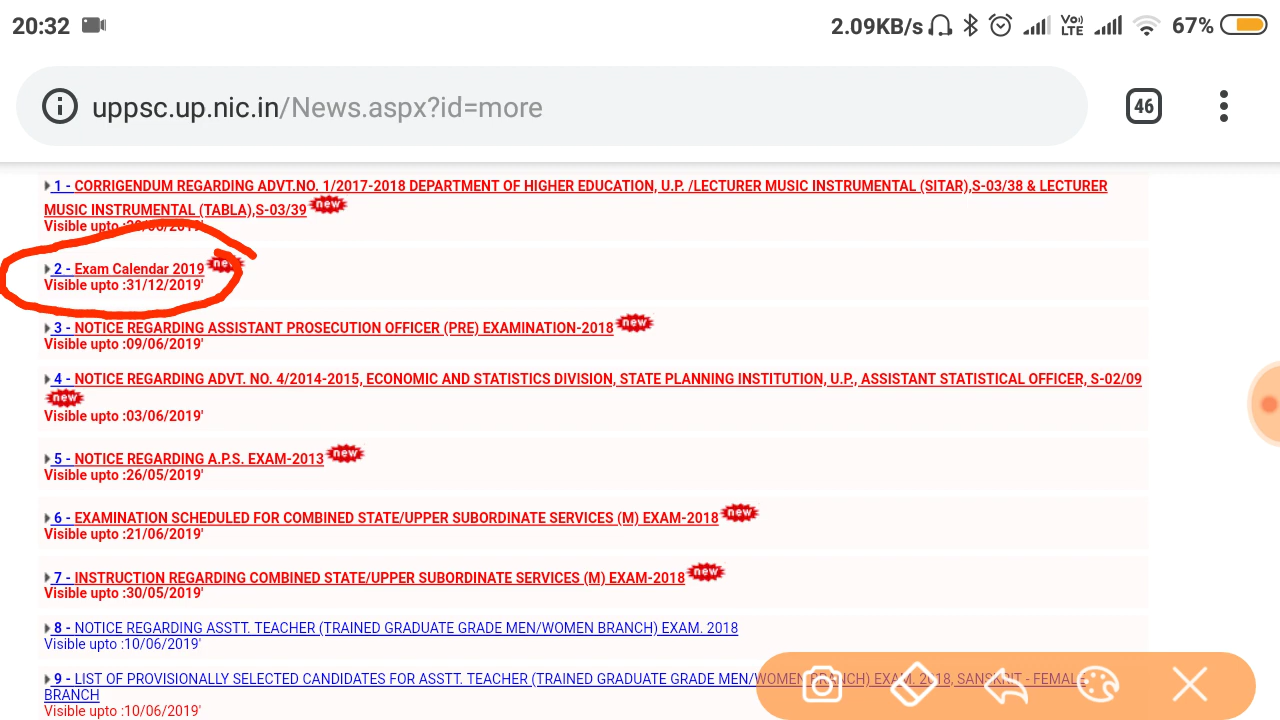 20:32 2.09KB/s Vo) LTE 67%
uppsc.up.nic.in/News.aspx?id=more 46
1 - CORRIGENDUM REGARDING ADVT.NO. 1/2017-2018 DEPARTMENT OF HIGHER EDUCATION, U.P. /LECTURER MUSIC INSTRUMENTAL (SITAR),S-03/38 & LECTURER
MUSIC INSTRUMENTAL (TABLA),S-03/39 new
Visible upto :
2 - Exam Calendar 2019 new
Visible upto :31/12/2019'
3 - NOTICE REGARDING ASSISTANT PROSECUTION OFFICER (PRE) EXAMINATION-2018 new
Visible upto :09/06/2019'
4 - NOTICE REGARDING ADVT. NO. 4/2014-2015, ECONOMIC AND STATISTICS DIVISION, STATE PLANNING INSTITUTION, U.P., ASSISTANT STATISTICAL OFFICER, S-02/09
new
Visible upto :03/06/2019'
5 - NOTICE REGARDING A.P.S. EXAM-2013 new
Visible upto :26/05/2019'
6 - EXAMINATION SCHEDULED FOR COMBINED STATE/UPPER SUBORDINATE SERVICES (M) EXAM-2018 new
Visible upto :21/06/2019'
7 - INSTRUCTION REGARDING COMBINED STATE/UPPER SUBORDINATE SERVICES (M) EXAM-2018 new
Visible upto :30/05/2019'
8 - NOTICE REGARDING ASSTT. TEACHER (TRAINED GRADUATE GRADE MEN/WOMEN BRANCH) EXAM. 2018
Visible upto :10/06/2019'
9 - LIST OF PROVISIONALLY SELECTED CANDIDATES FOR ASSTT. TEACHER (TRAINED GRADUATE GRADE MEN/WOMEN BRANCH) EXAM. 2018, SANSKRIT - FEMALE
BRANCH
Visible upto :10/06/2019'